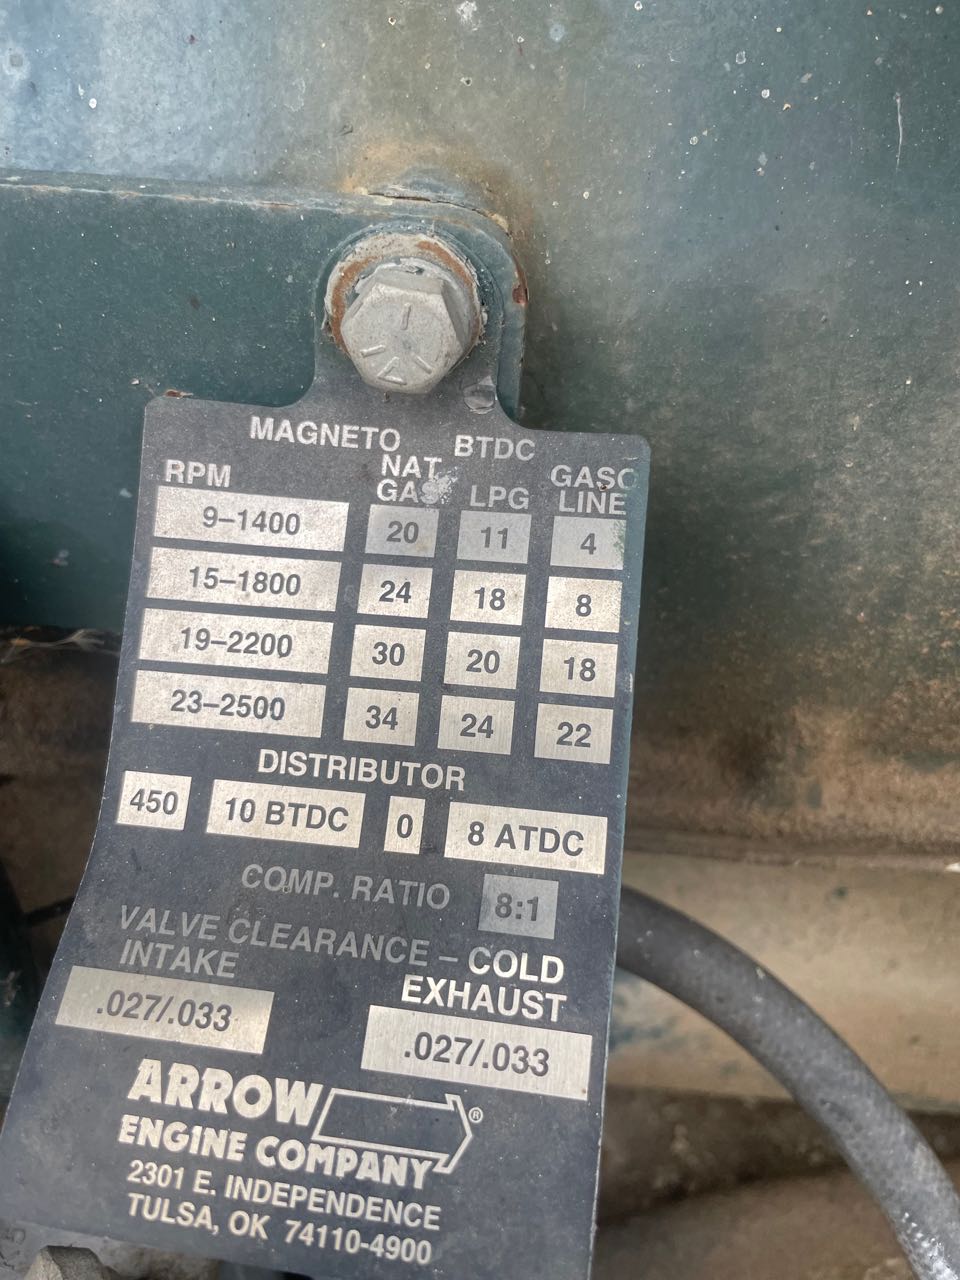 MAGNETO BTDC
RPM NAT GAS LPG GASO LINE
9–1400 20 11 4
15–1800 24 18 8
19–2200 30 20 18
23–2500 34 24 22
DISTRIBUTOR
450 10 BTDC 0 8 ATDC
COMP. RATIO 8:1
VALVE CLEARANCE – COLD
INTAKE EXHAUST
.027/.033 .027/.033
ARROW ®
ENGINE COMPANY
2301 E. INDEPENDENCE
TULSA, OK 74110-4900